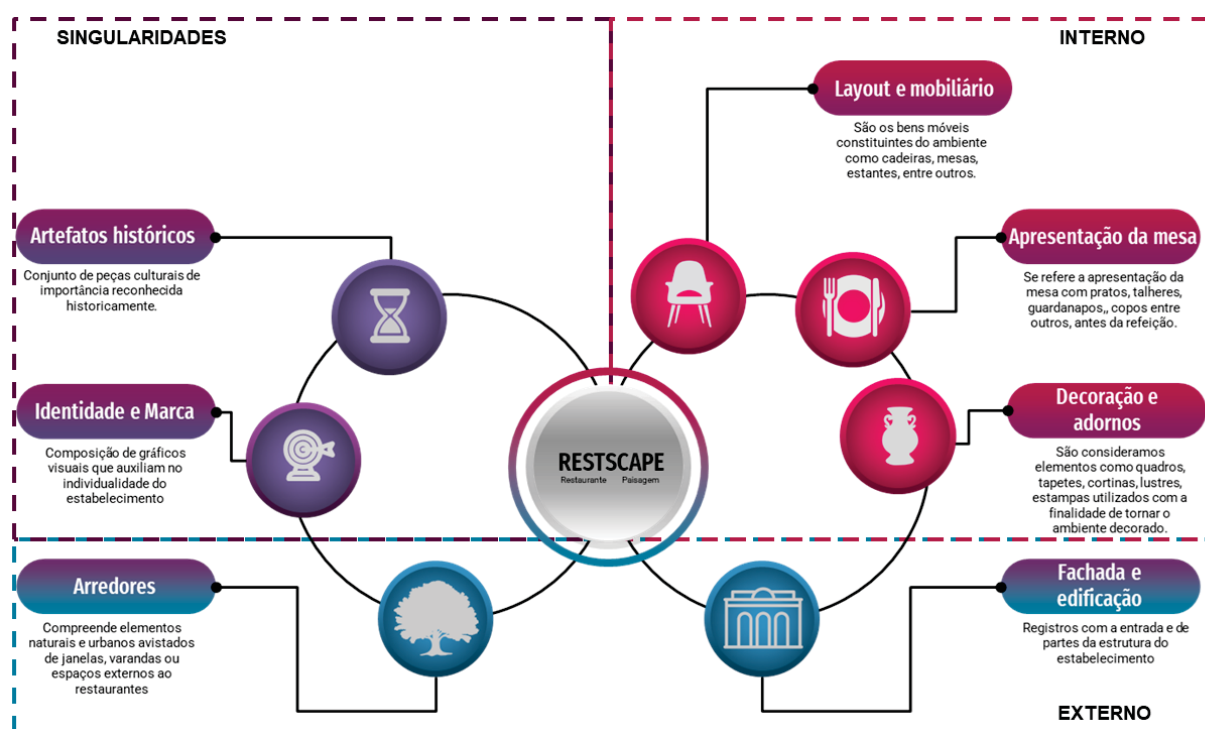 SINGULARIDADES
INTERNO
Layout e mobiliário
São os bens móveis
constituintes do ambiente
como cadeiras, mesas,
estantes, entre outros.
Artefatos históricos
Conjunto de peças culturais de
importância reconhecida
historicamente.
Apresentação da mesa
Se refere a apresentação da
mesa com pratos, talheres,
guardanapos,, copos entre
outros, antes da refeição.
Identidade e Marca
Composição de gráficos
visuais que auxiliam no
individualidade do
estabelecimento
Decoração e
adornos
São consideramos
elementos como quadros,
tapetes, cortinas, lustres,
estampas utilizados com a
finalidade de tornar o
ambiente decorado.
RESTSCAPE
Restaurante Paisagem
Arredores
Compreende elementos
naturais e urbanos avistados
de janelas, varandas ou
espaços externos ao
restaurantes
Fachada e
edificação
Registros com a entrada e de
partes da estrutura do
estabelecimento
EXTERNO